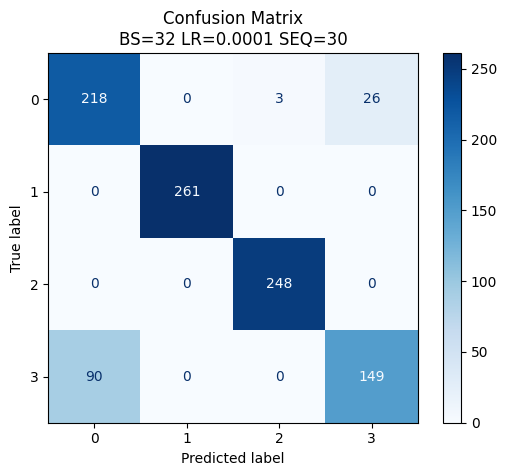 Confusion Matrix
BS=32 LR=0.0001 SEQ=30
0 218 0 3 26
1 0 261 0 0
2 0 0 248 0
3 90 0 0 149
0 1 2 3
Predicted label
True label
250
200
150
100
50
0